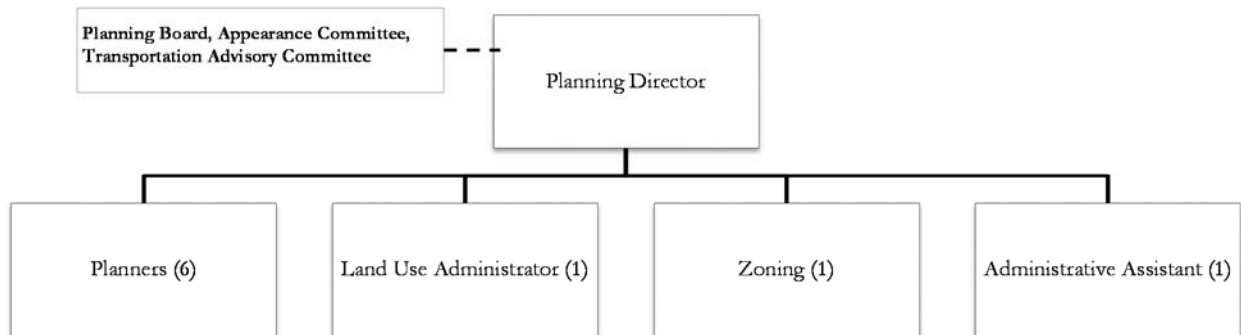 Planning Board, Appearance Committee,
Transportation Advisory Committee
Planning Director
Planners (6)
Land Use Administrator (1)
Zoning (1)
Administrative Assistant (1)